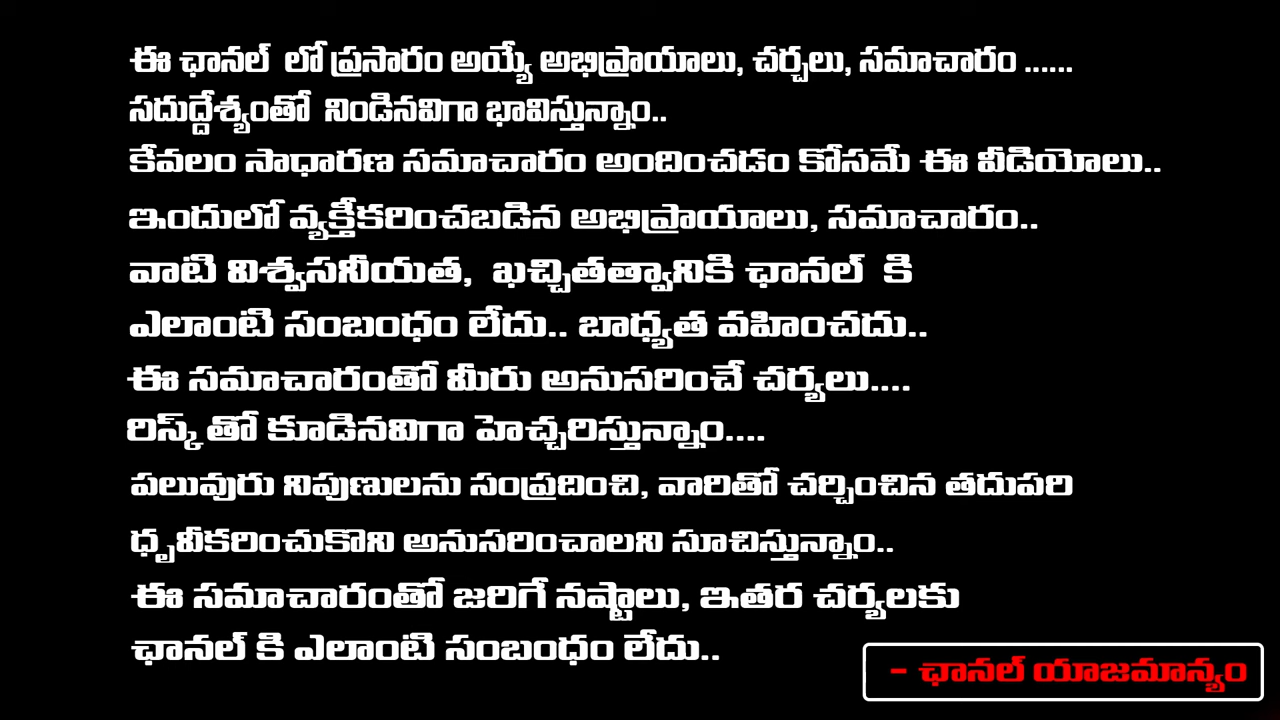 ఈ ఛానల్ లో ప్రసారం అయ్యే అభిప్రాయాలు, చర్చలు, సమాచారం ......
సదుద్దేశ్యంతో నిండినవిగా భావిస్తున్నాం..
కేవలం సాధారణ సమాచారం అందించడం కోసమే ఈ వీడియోలు..
ఇందులో వ్యక్తీకరించబడిన అభిప్రాయాలు, సమాచారం..
వాటి విశ్వసనీయత, ఖచ్చితత్వానికి ఛానల్ కి
ఎలాంటి సంబంధం లేదు.. బాధ్యత వహించదు..
ఈ సమాచారంతో మీరు అనుసరించే చర్యలు....
రిస్క్ తో కూడినవిగా హెచ్చరిస్తున్నాం....
పలువురు నిపుణులను సంప్రదించి, వారితో చర్చించిన తదుపరి
ధృవీకరించుకొని అనుసరించాలని సూచిస్తున్నాం..
ఈ సమాచారంతో జరిగే నష్టాలు, ఇతర చర్యలకు
ఛానల్ కి ఎలాంటి సంబంధం లేదు..
- ఛానల్ యాజమాన్యం